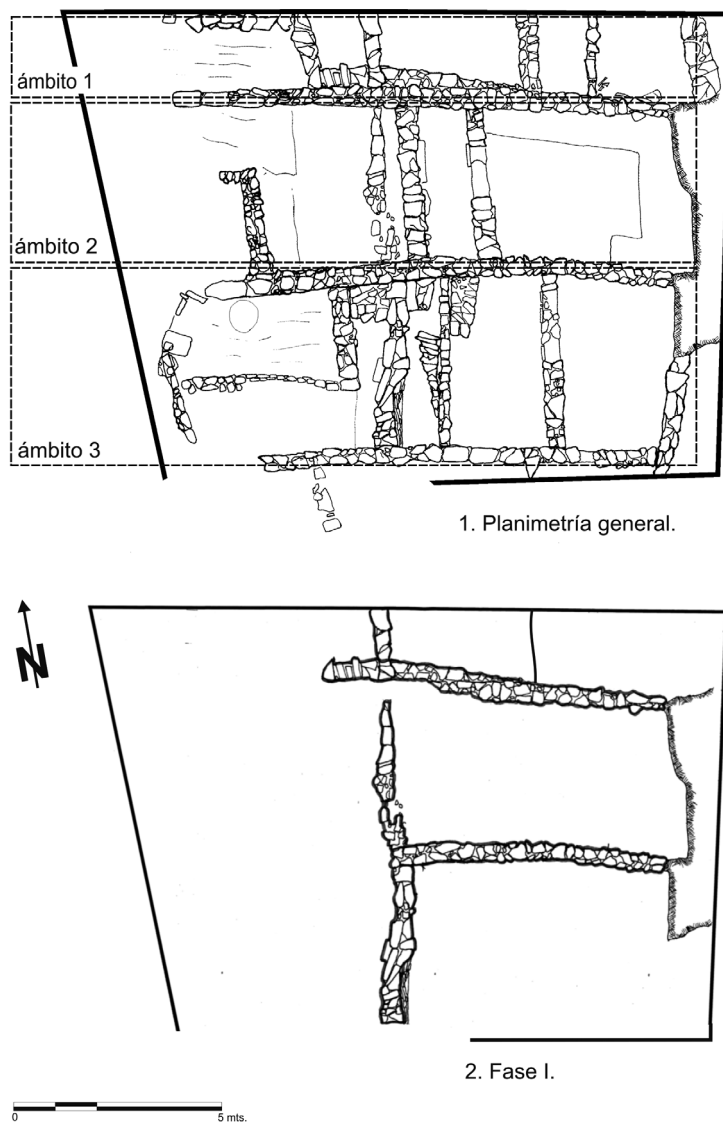 ámbito 1
ámbito 2
ámbito 3
1. Planimetría general.
N
2. Fase I.
0 5 mts.